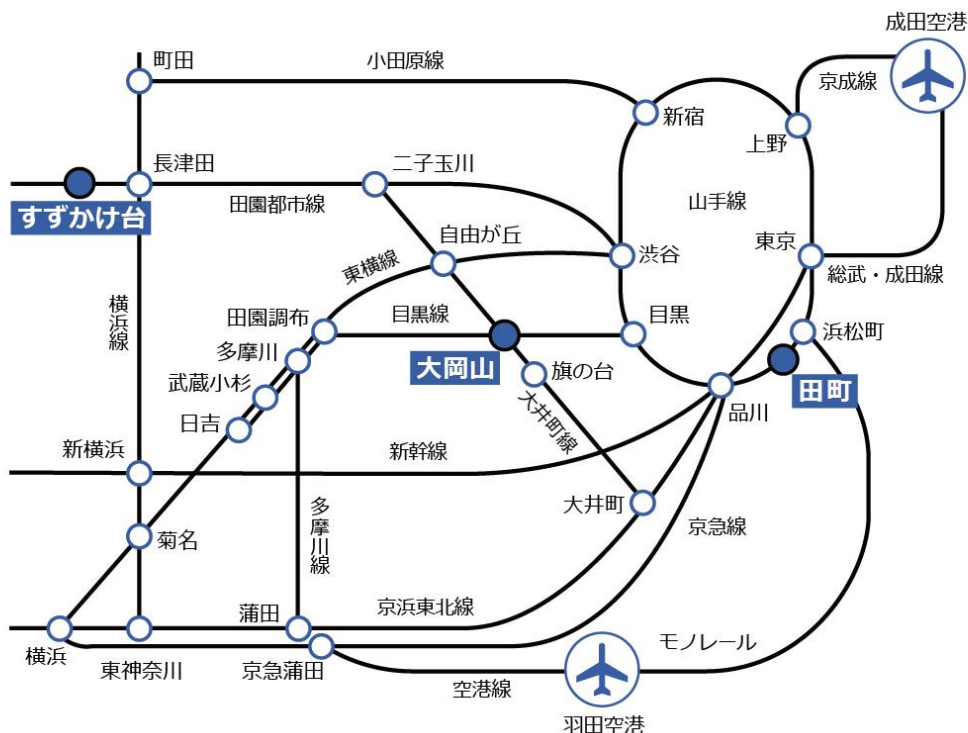 成田空港
町田
小田原線
京成線
新宿
上野
長津田
二子玉川
すずかけ台
田園都市線
山手線
自由が丘
東横線
渋谷
東京
総武・成田線
横浜線
田園調布
目黒線
目黒
浜松町
多摩川
大岡山
旗の台
田町
武蔵小杉
大井町線
品川
日吉
新横浜
新幹線
大井町
多摩川線
京急線
菊名
蒲田
京浜東北線
横浜
東神奈川
京急蒲田
モノレール
空港線
羽田空港